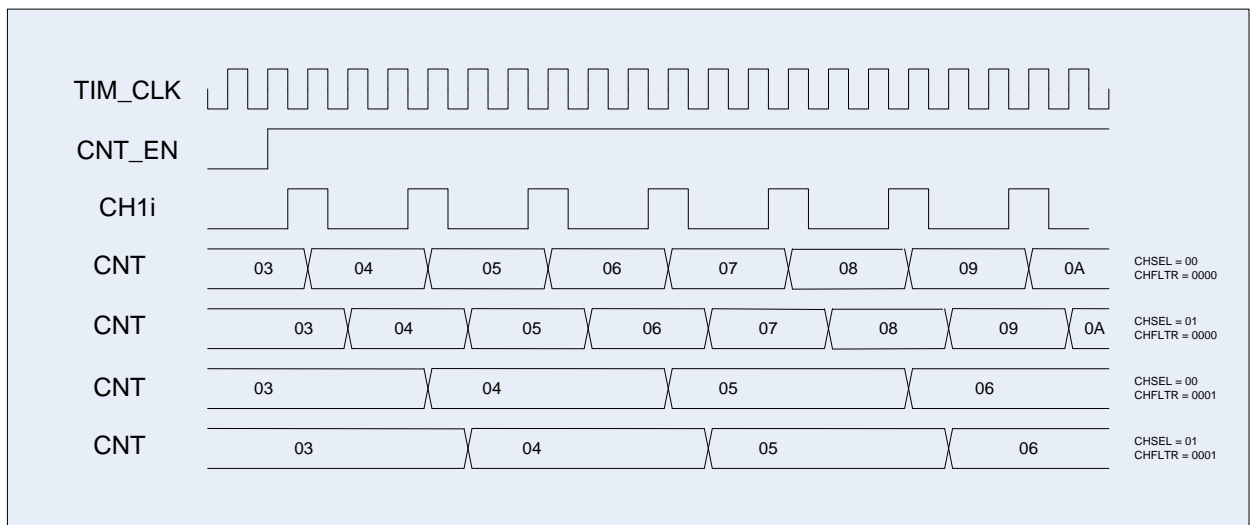 TIM_CLK
CNT_EN
CH1i
CNT 03 04 05 06 07 08 09 0A CHSEL = 00
CHFLTR = 0000
CNT 03 04 05 06 07 08 09 0A CHSEL = 01
CHFLTR = 0000
CNT 03 04 05 06 CHSEL = 00
CHFLTR = 0001
CNT 03 04 05 06 CHSEL = 01
CHFLTR = 0001